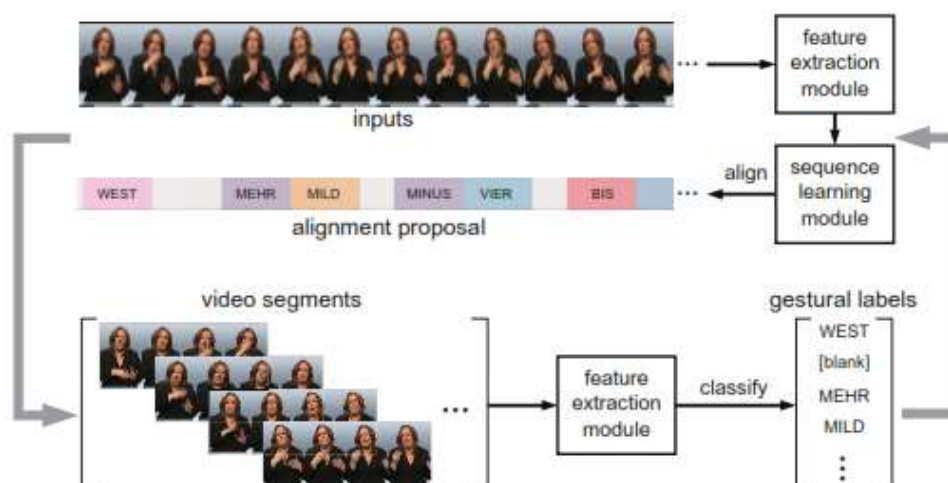 feature
extraction
module
inputs
align
sequence
learning
module
WEST MEHR MILD MINUS VIER BIS
alignment proposal
video segments
gestural labels
feature
extraction
module
classify
WEST
[blank]
MEHR
MILD